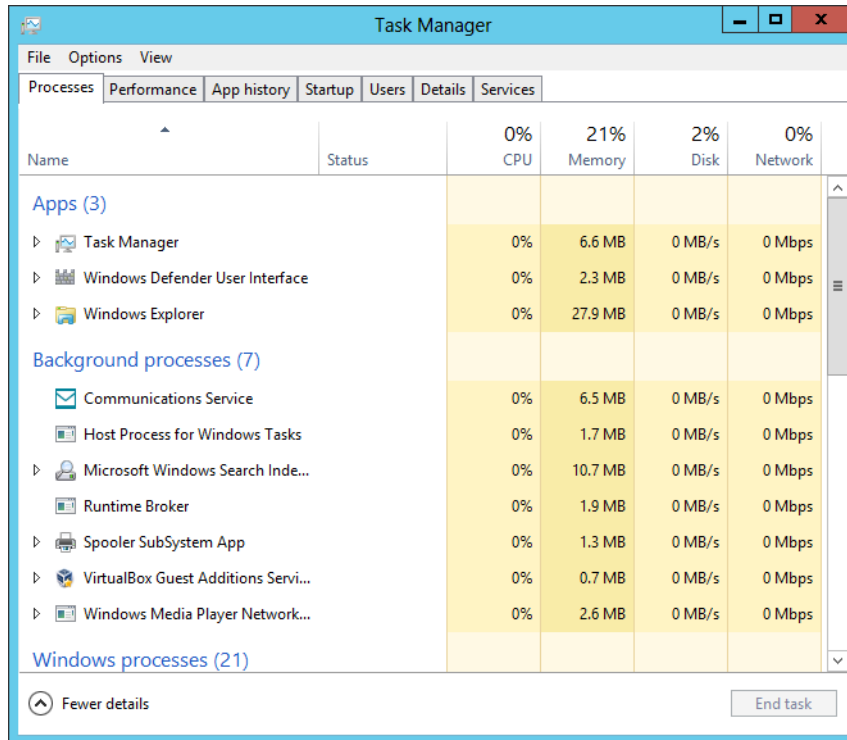 Task Manager
x
File Options View
Processes Performance App history Startup Users Details Services
0% 21% 2% 0%
Name Status CPU Memory Disk Network
Apps (3)
Task Manager 0% 6.6 MB 0 MB/s 0 Mbps
Windows Defender User Interface 0% 2.3 MB 0 MB/s 0 Mbps
Windows Explorer 0% 27.9 MB 0 MB/s 0 Mbps
Background processes (7)
Communications Service 0% 6.5 MB 0 MB/s 0 Mbps
Host Process for Windows Tasks 0% 1.7 MB 0 MB/s 0 Mbps
Microsoft Windows Search Inde... 0% 10.7 MB 0 MB/s 0 Mbps
Runtime Broker 0% 1.9 MB 0 MB/s 0 Mbps
Spooler SubSystem App 0% 1.3 MB 0 MB/s 0 Mbps
VirtualBox Guest Additions Servi... 0% 0.7 MB 0 MB/s 0 Mbps
Windows Media Player Network... 0% 2.6 MB 0 MB/s 0 Mbps
Windows processes (21)
Fewer details End task